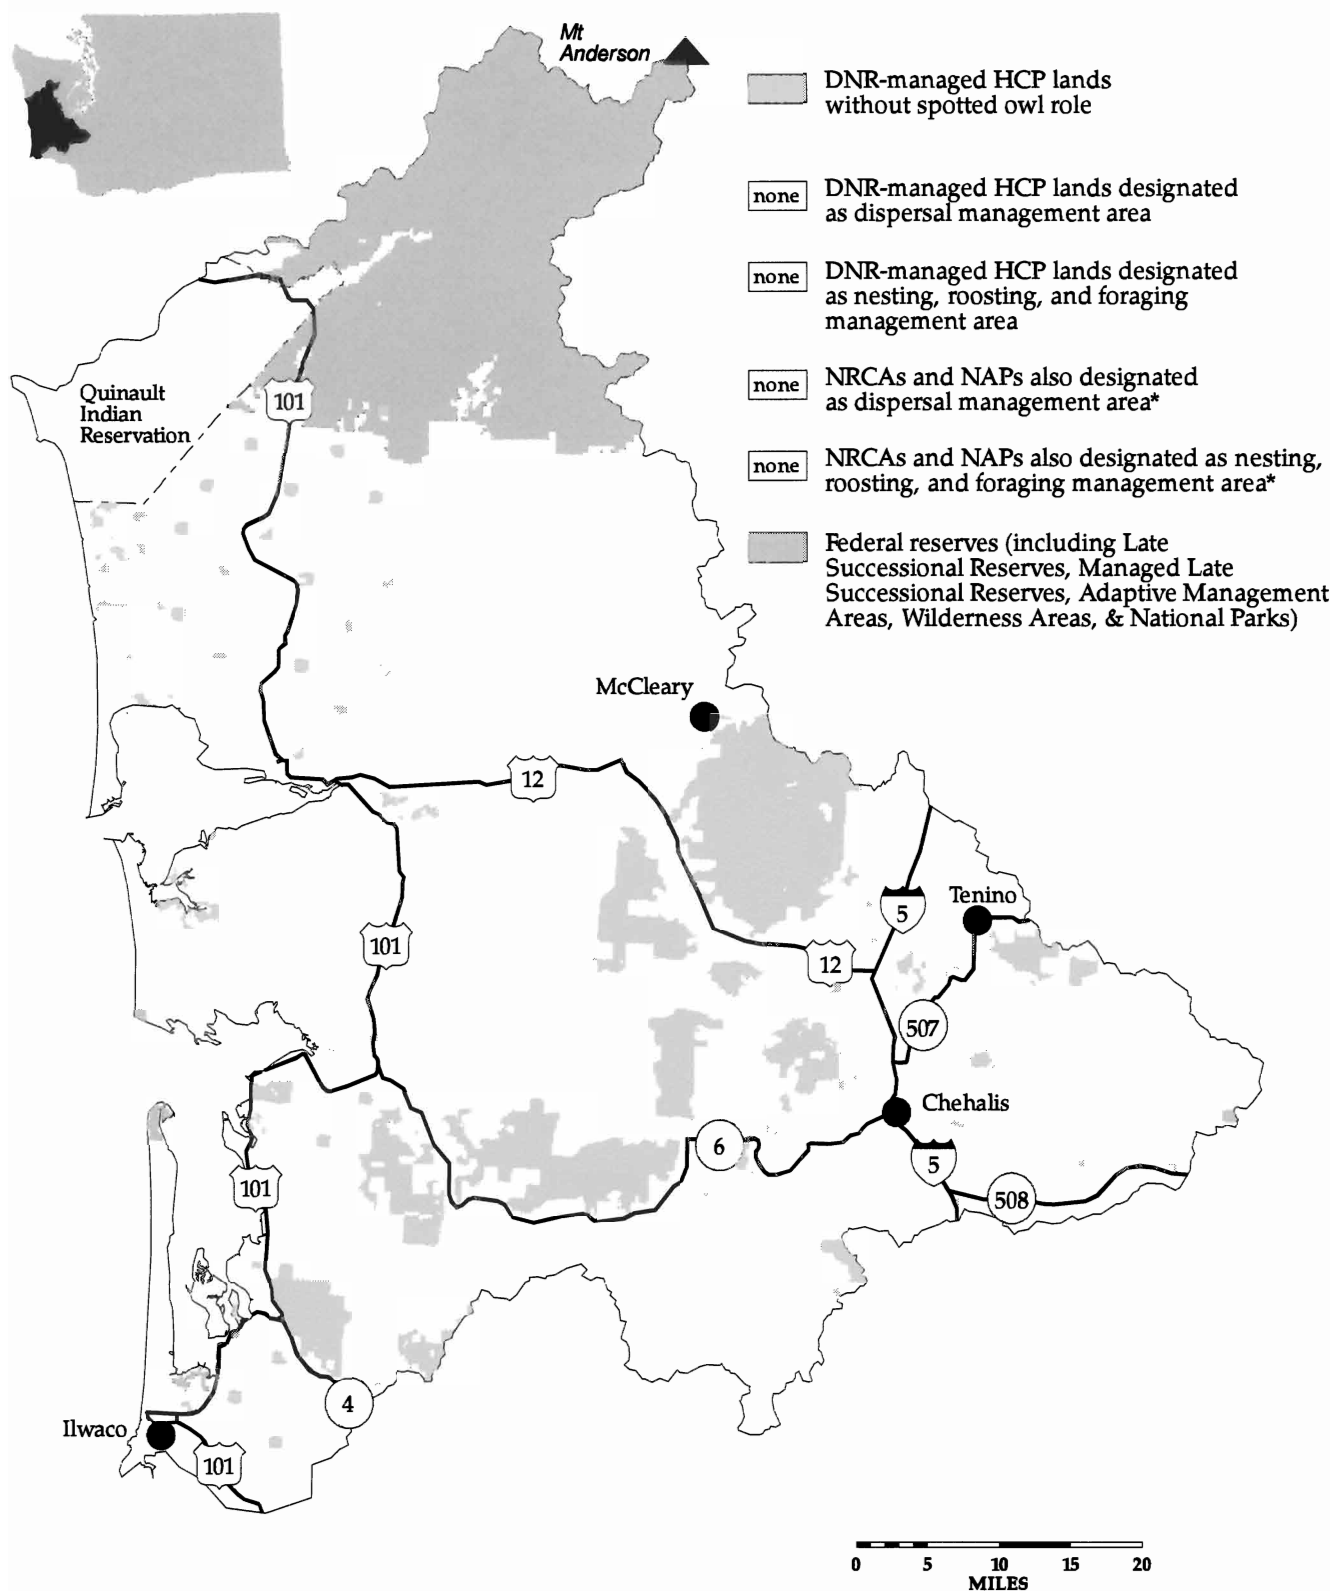 Mt
Anderson
DNR-managed HCP lands
without spotted owl role
none
DNR-managed HCP lands designated
as dispersal management area
none
DNR-managed HCP lands designated
as nesting, roosting, and foraging
management area
none
NRCAs and NAPs also designated
as dispersal management area*
none
NRCAs and NAPs also designated as nesting,
roosting, and foraging management area*
Federal reserves (including Late
Successional Reserves, Managed Late
Successional Reserves, Adaptive Management
Areas, Wilderness Areas, & National Parks)
Quinault
Indian
Reservation
101
McCleary
12
5
Tenino
101
12
507
Chehalis
6
5
101
508
4
Ilwaco
101
0 5 10 15 20
MILES